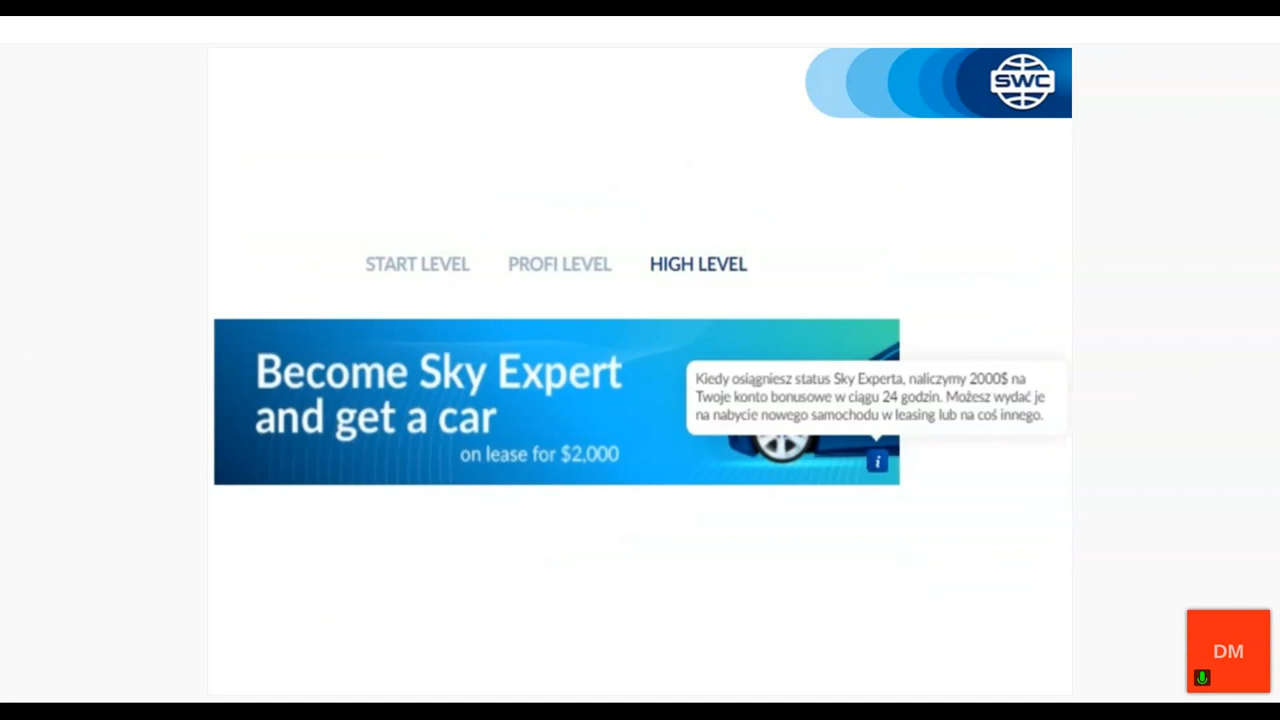 SWC
START LEVEL PROFI LEVEL HIGH LEVEL
Become Sky Expert
and get a car
on lease for $2,000
Kiedy osiągniesz status Sky Experta, naliczymy 2000$ na
Twoje konto bonusowe w ciągu 24 godzin. Możesz wydać je
na nabycie nowego samochodu w leasing lub na coś innego.
i
DM